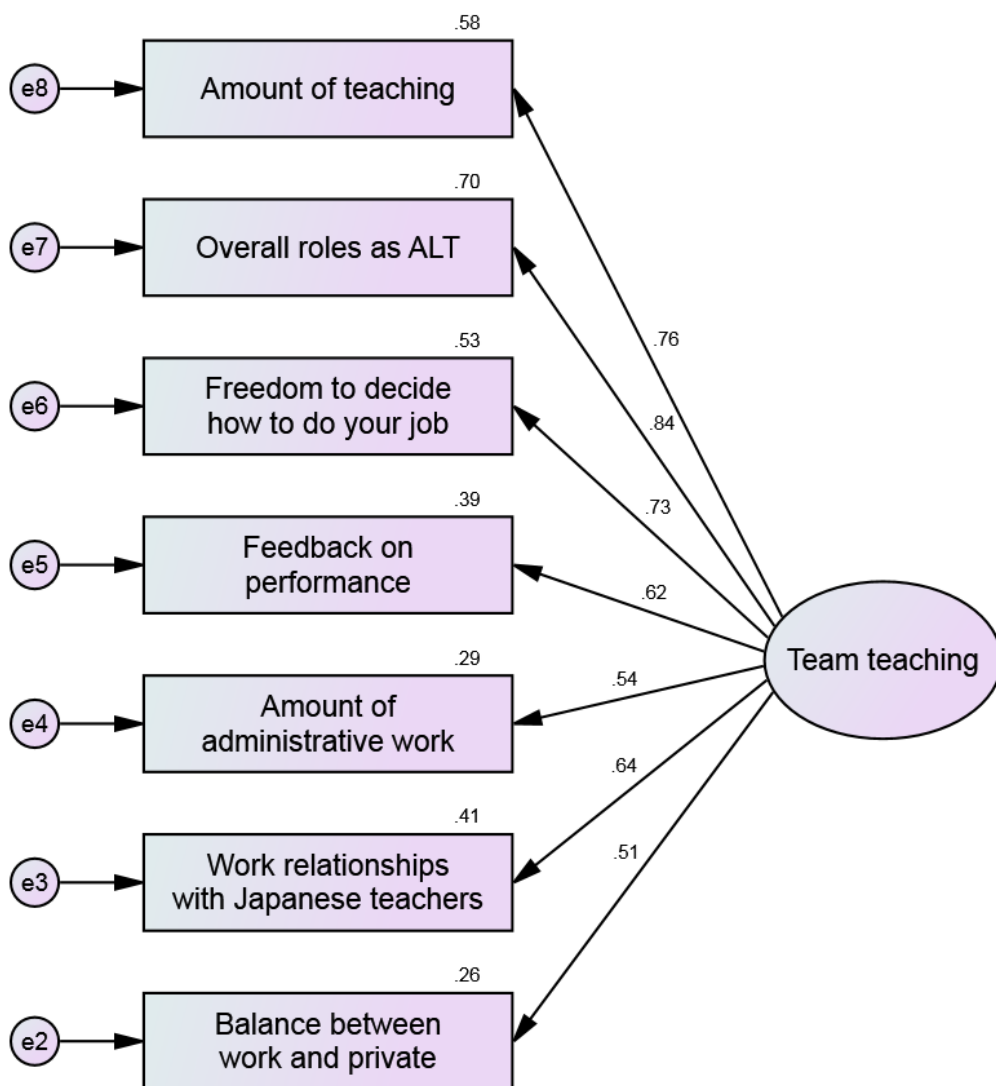 .58
e8
Amount of teaching
.70
e7
Overall roles as ALT
.76
.53
e6
Freedom to decide
how to do your job
.84
.39
.73
e5
Feedback on
performance
.62
Team teaching
.29
e4
Amount of
administrative work
.54
.41
.64
e3
Work relationships
with Japanese teachers
.51
.26
e2
Balance between
work and private